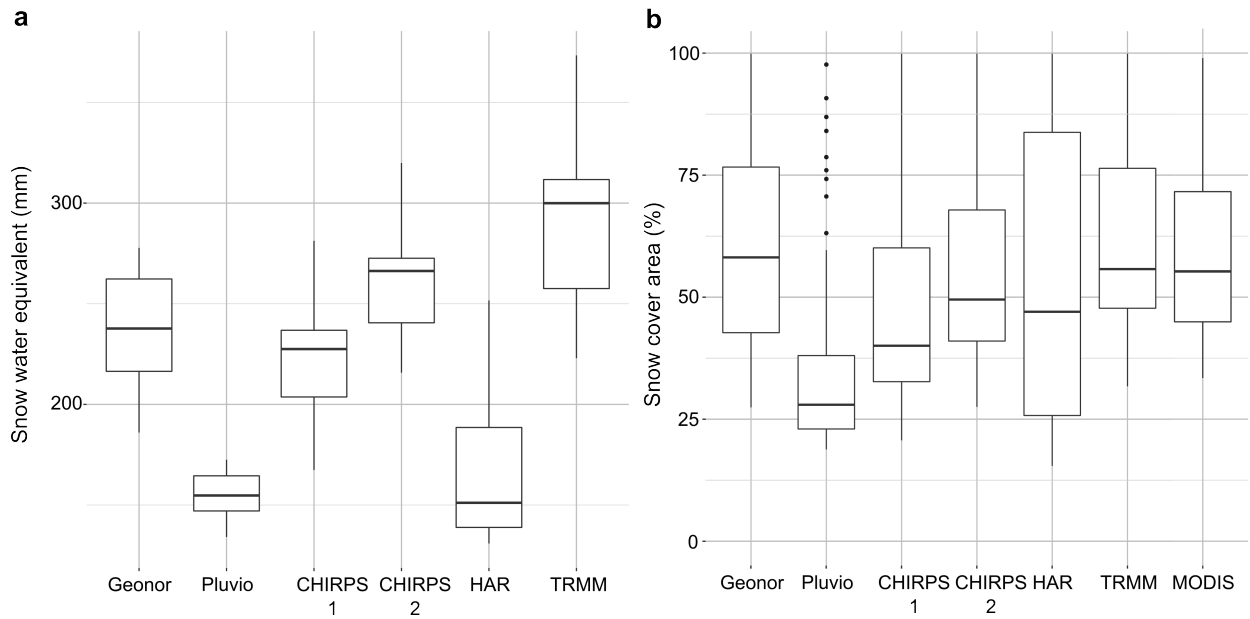 a
Snow water equivalent (mm)
300
200
Geonor Pluvio CHIRPS CHIRPS HAR TRMM
1 2
b
Snow cover area (%)
100
75
50
25
0
Geonor Pluvio CHIRPS CHIRPS HAR TRMM MODIS
1 2